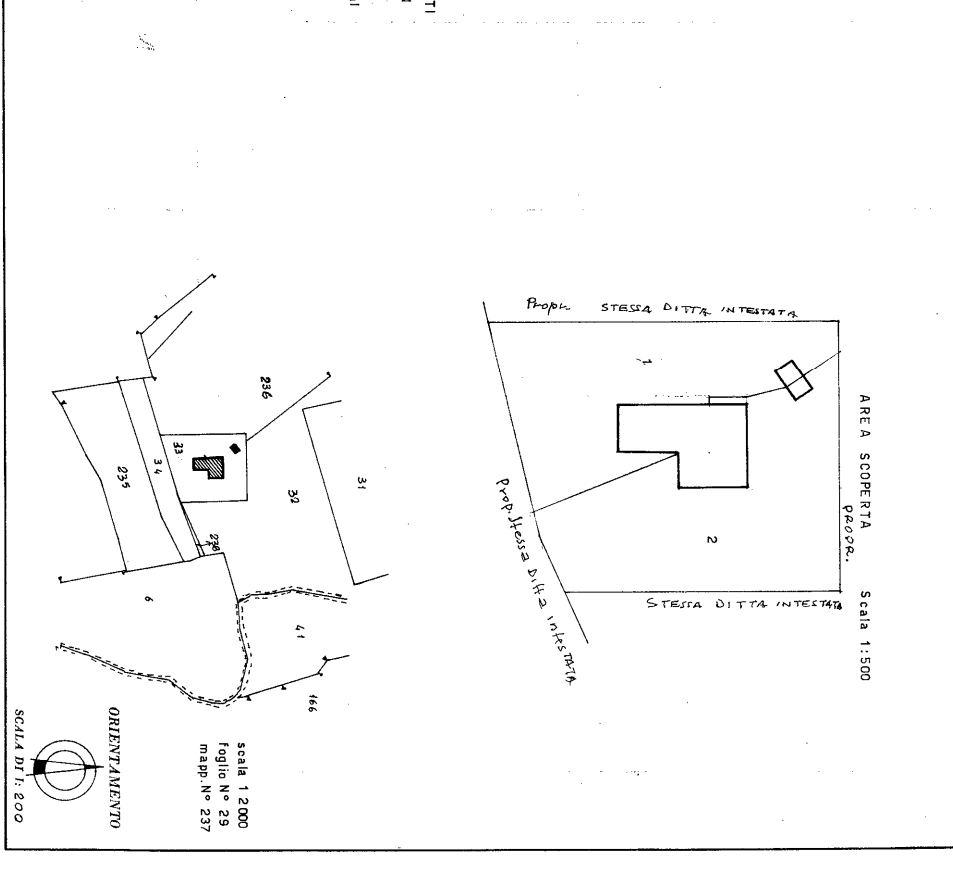 AREA SCOPERTA Scala 1:500
PROPR.
Propr. STESSA DITTA INTESTATA
1
2
STESSA DITTA INTESTATA
Prop. Stessa Ditta intestata
31
236
32
33
34
235
238
6
41
166
scala 1 2000
foglio N° 29
mapp. N° 237
ORIENTAMENTO
SCALA DI 1: 200